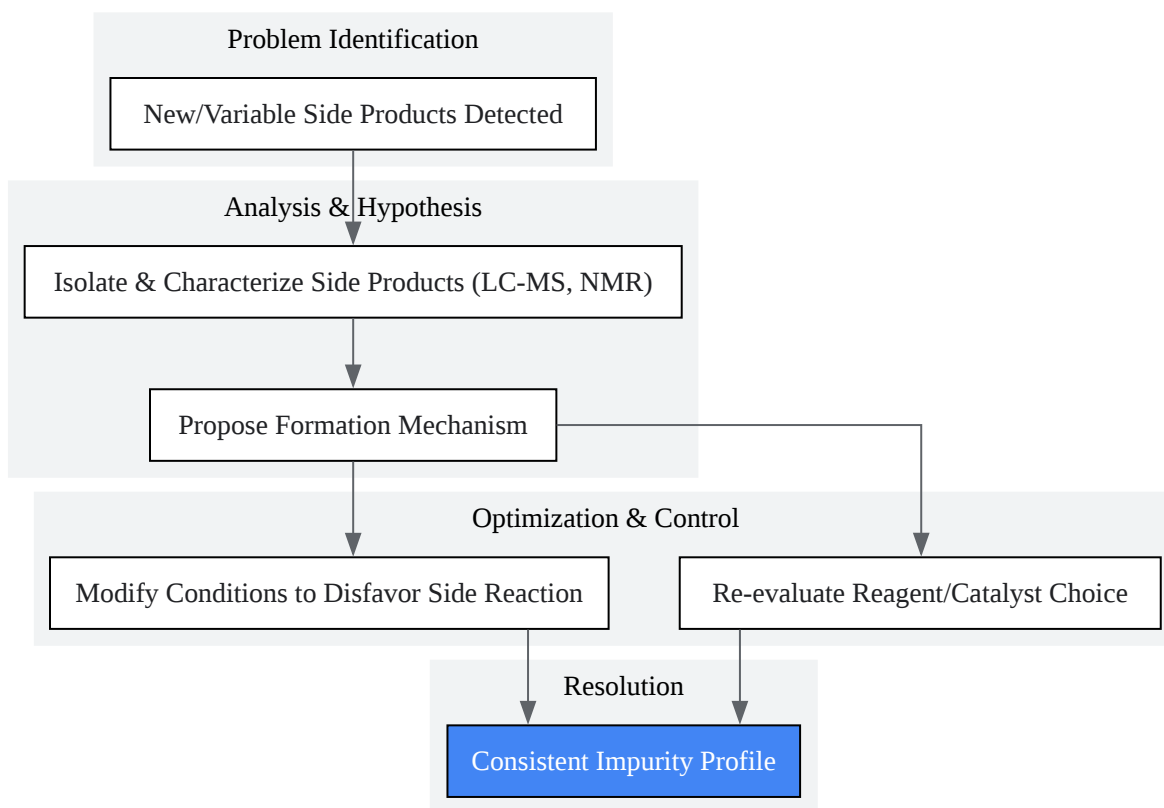 Problem Identification
New/Variable Side Products Detected
Analysis & Hypothesis
Isolate & Characterize Side Products (LC-MS, NMR)
Propose Formation Mechanism
Optimization & Control
Modify Conditions to Disfavor Side Reaction
Re-evaluate Reagent/Catalyst Choice
Resolution
Consistent Impurity Profile